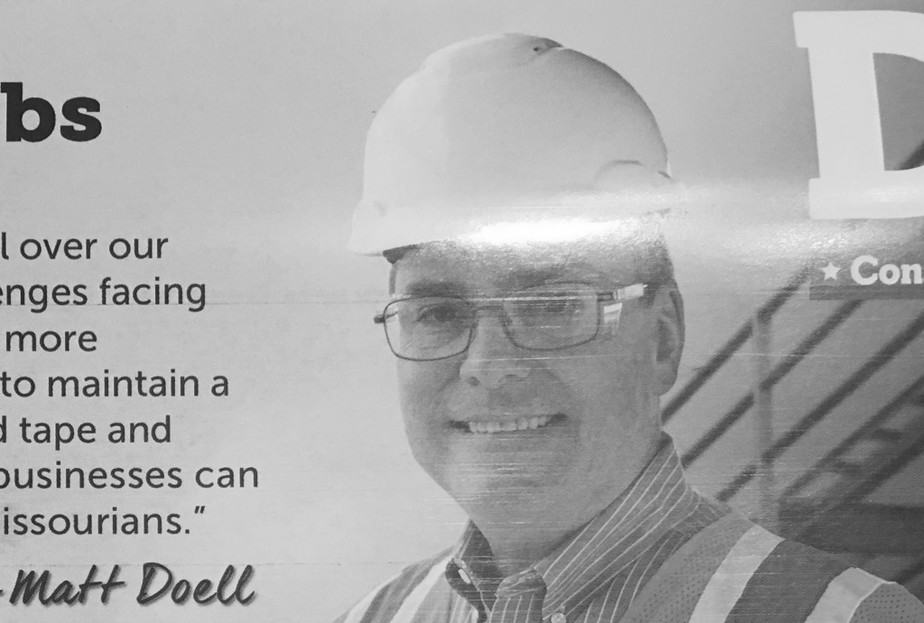 bs
l over our
enges facing
more
to maintain a
d tape and
businesses can
issourians."
- Matt Doell
D
★ Con